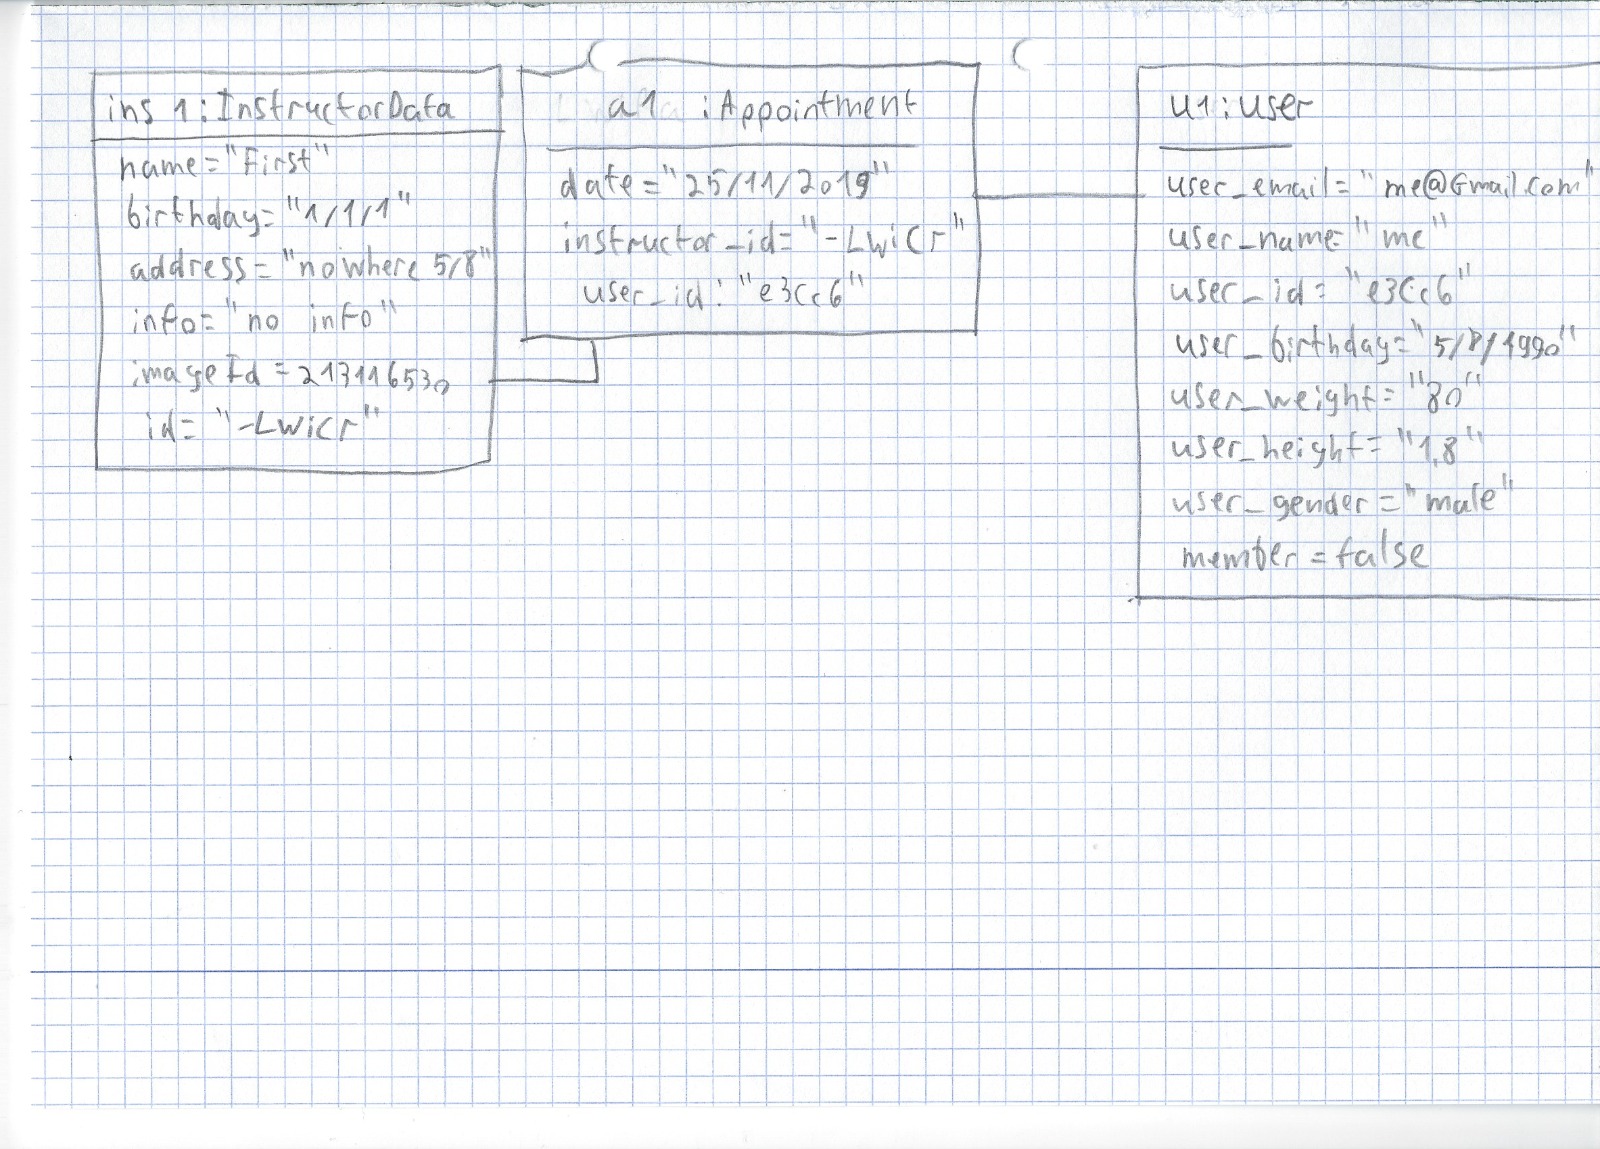 ins 1:InstructorData
name="First"
birthday="1/1/1"
address="nowhere 5/8"
info="no info"
imageId=213116530
id="-LWiCr"
a1 :Appointment
date="25/11/2019"
instructor_id="-LWiCr"
user_id:"e3Cc6"
u1:user
user_email="me@Gmail.com"
user_name="me"
user_id="e3Cc6"
user_birthday="5/8/1990"
user_weight="80"
user_height="1,8"
user_gender="male"
member=false